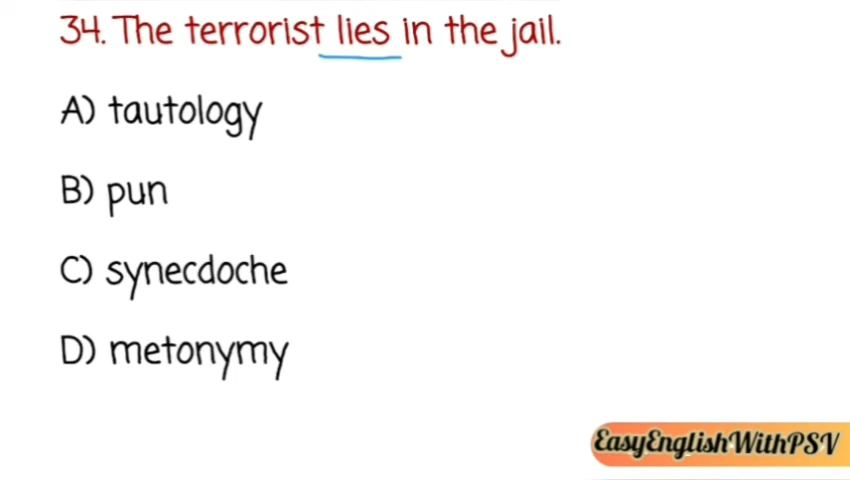 34. The terrorist lies in the jail.
A) tautology
B) pun
C) synecdoche
D) metonymy
EasyEnglishWithPSV